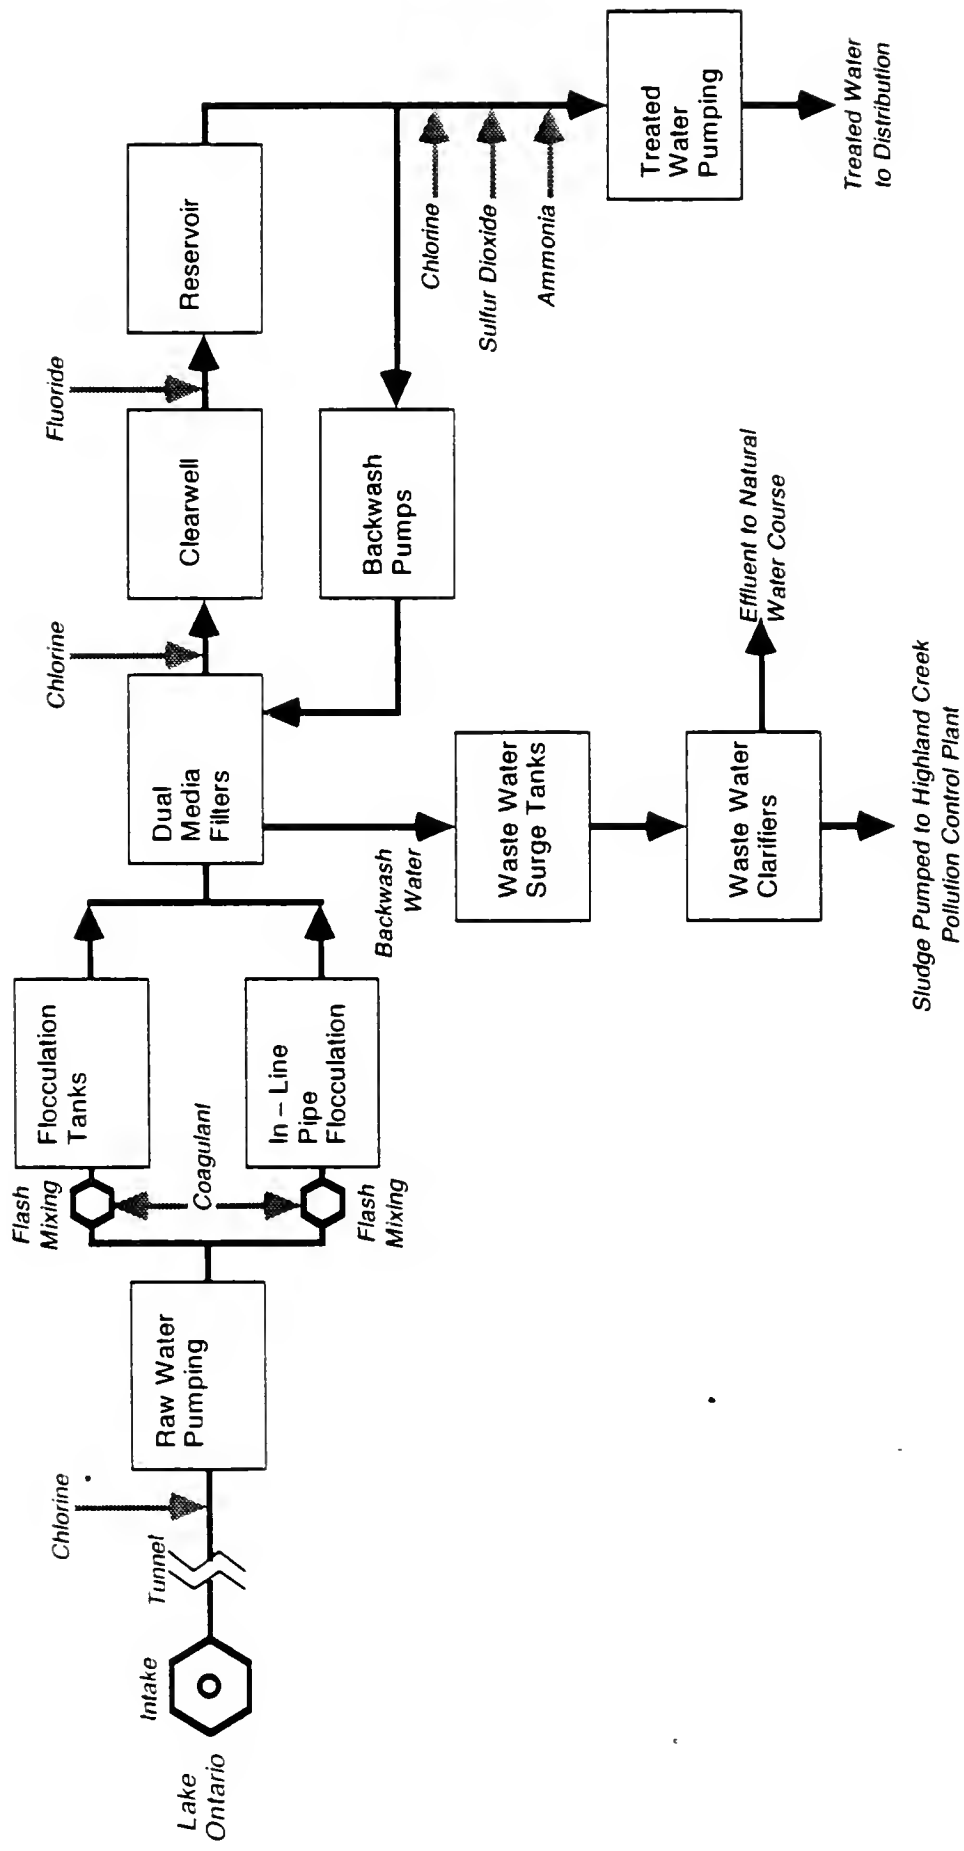 Lake
Ontario
Intake
Tunnel
Chlorine
Raw Water
Pumping
Flash
Mixing
Coagulant
Flash
Mixing
Flocculation
Tanks
In – Line
Pipe
Flocculation
Dual
Media
Filters
Chlorine
Clearwell
Fluoride
Reservoir
Backwash
Pumps
Backwash
Water
Waste Water
Surge Tanks
Waste Water
Clarifiers
Effluent to Natural
Water Course
Sludge Pumped to Highland Creek
Pollution Control Plant
Chlorine
Sulfur Dioxide
Ammonia
Treated
Water
Pumping
Treated Water
to Distribution